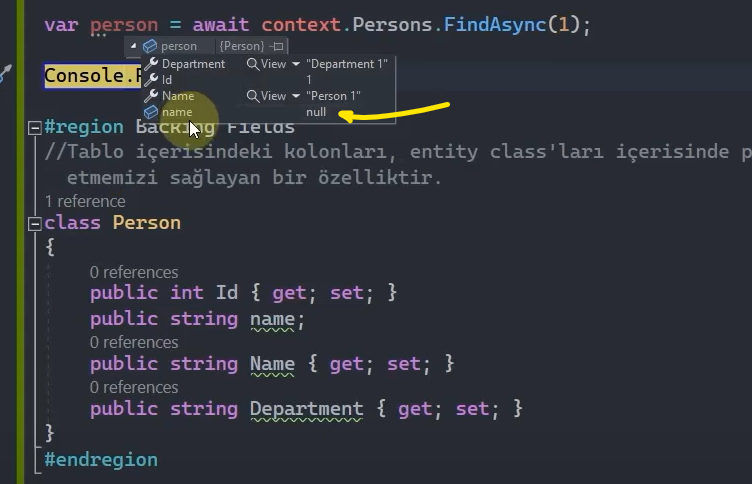 var person = await context.Persons.FindAsync(1);
person {Person}
Department View "Department 1"
Id 1
Name View "Person 1"
name null
Console.
#region Backing Fields
//Tablo içerisindeki kolonları, entity class'ları içerisinde
etmemizi sağlayan bir özelliktir.
1 reference
class Person
{
0 references
public int Id { get; set; }
public string name;
0 references
public string Name { get; set; }
0 references
public string Department { get; set; }
}
#endregion